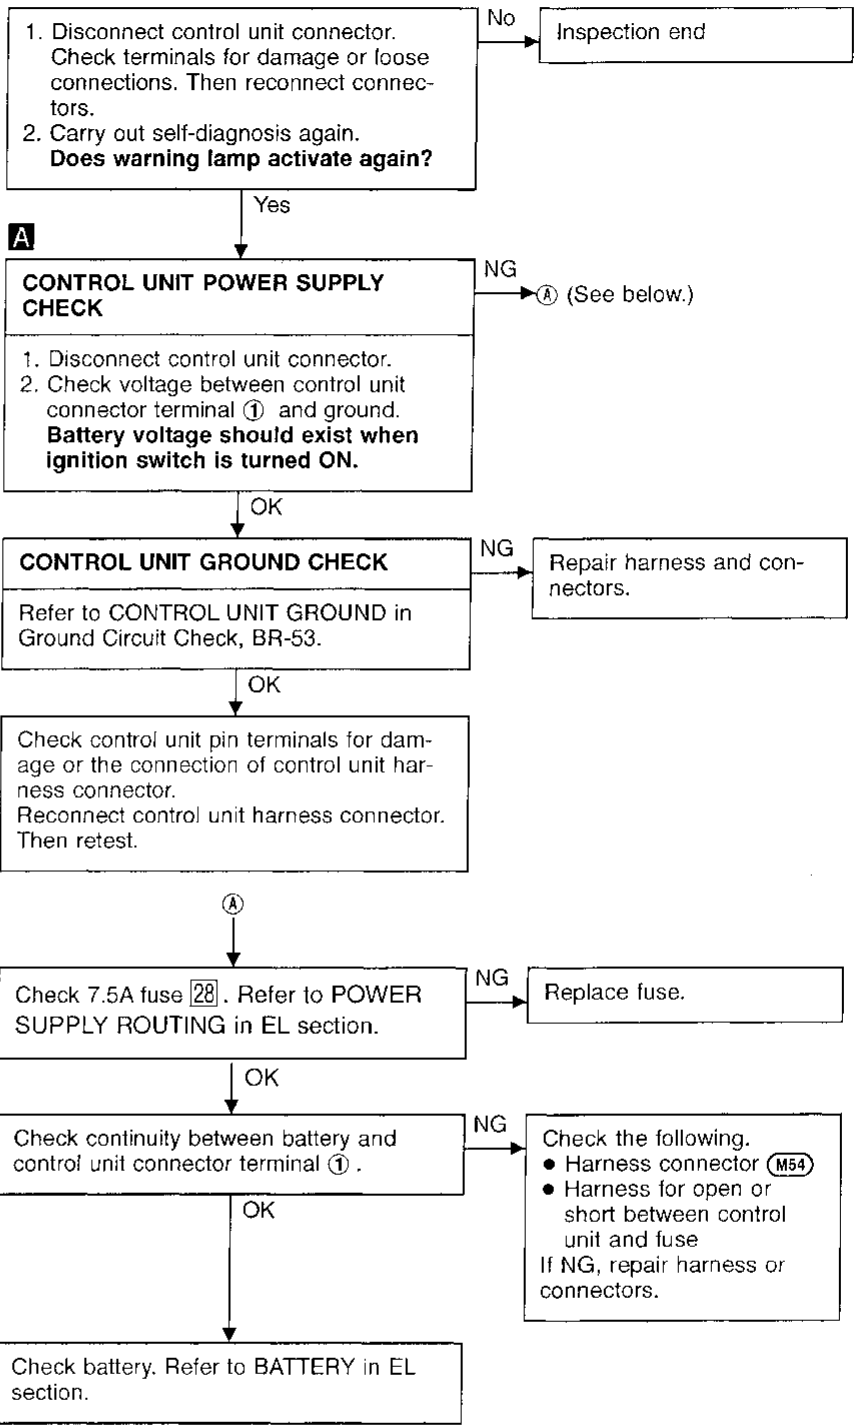 1. Disconnect control unit connector.
Check terminals for damage or loose
connections. Then reconnect connec-
tors.
2. Carry out self-diagnosis again.
Does warning lamp activate again?
No
Inspection end
Yes
A
CONTROL UNIT POWER SUPPLY
CHECK
NG
Ⓐ (See below.)
1. Disconnect control unit connector.
2. Check voltage between control unit
connector terminal ① and ground.
Battery voltage should exist when
ignition switch is turned ON.
OK
CONTROL UNIT GROUND CHECK
NG
Repair harness and con-
nectors.
Refer to CONTROL UNIT GROUND in
Ground Circuit Check, BR-53.
OK
Check control unit pin terminals for dam-
age or the connection of control unit har-
ness connector.
Reconnect control unit harness connector.
Then retest.
Ⓐ
Check 7.5A fuse 28 . Refer to POWER
SUPPLY ROUTING in EL section.
NG
Replace fuse.
OK
Check continuity between battery and
control unit connector terminal ① .
NG
Check the following.
● Harness connector M54
● Harness for open or
short between control
unit and fuse
If NG, repair harness or
connectors.
OK
Check battery. Refer to BATTERY in EL
section.